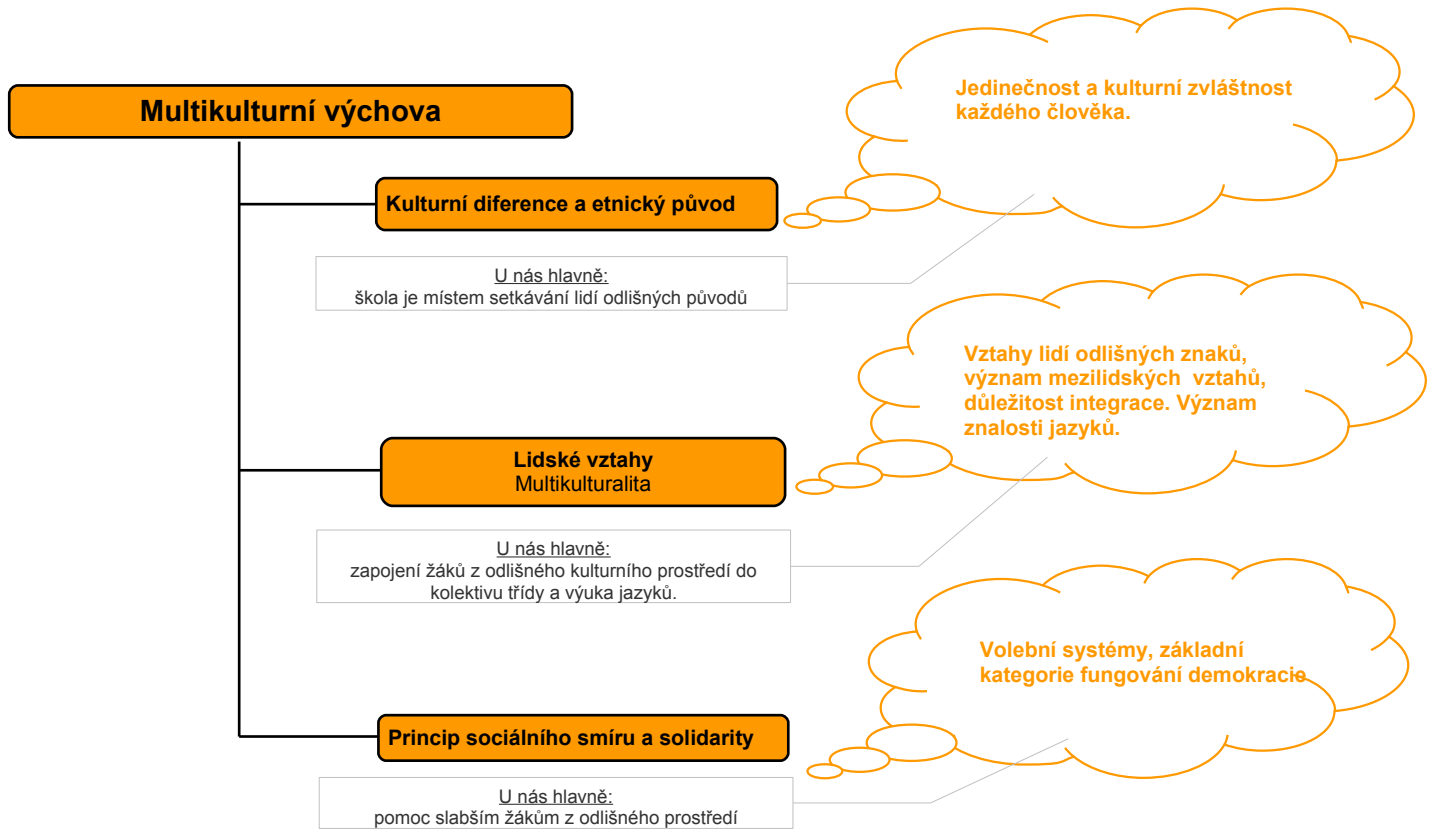 Multikulturní výchova
Jedinečnost a kulturní zvláštnost
každého člověka.
Kulturní diference a etnický původ
U nás hlavně:
škola je místem setkávání lidí odlišných původů
Vztahy lidí odlišných znaků,
význam mezilidských vztahů,
důležitost integrace. Význam
znalosti jazyků.
Lidské vztahy
Multikulturalita
U nás hlavně:
zapojení žáků z odlišného kulturního prostředí do
kolektivu třídy a výuka jazyků.
Volební systémy, základní
kategorie fungování demokracie
Princip sociálního smíru a solidarity
U nás hlavně:
pomoc slabším žákům z odlišného prostředí